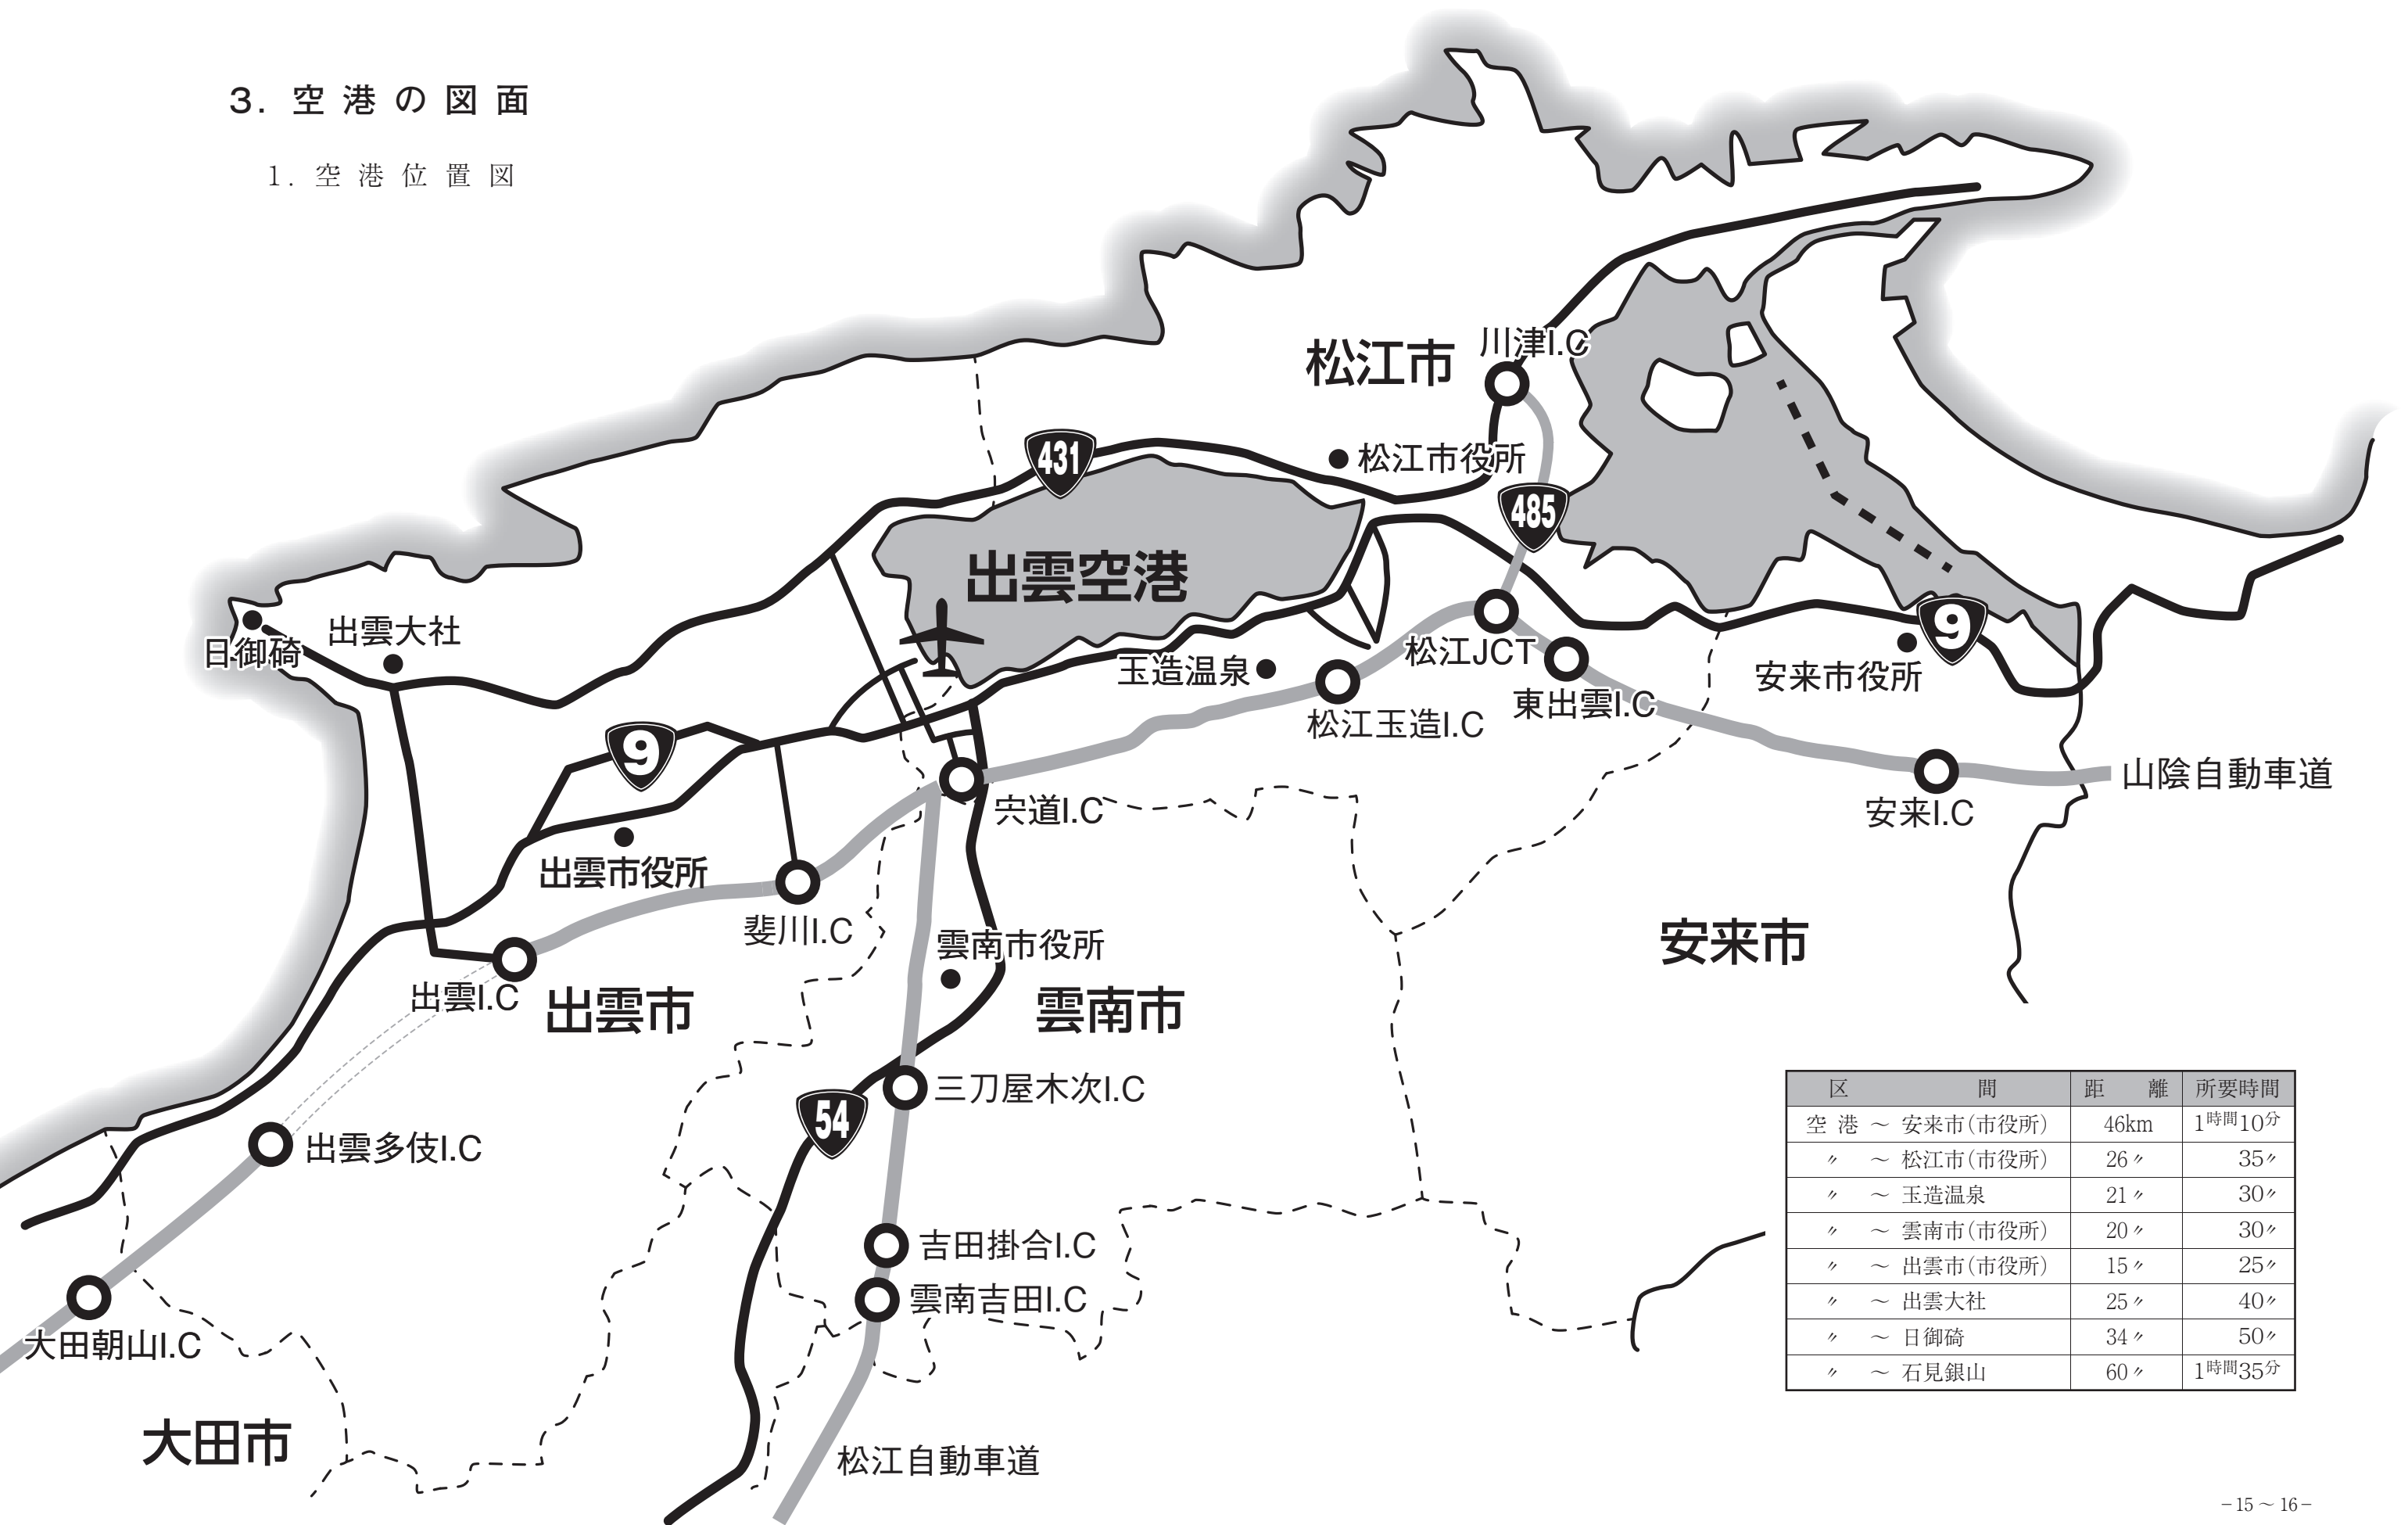 3. 空港の図面
1. 空港位置図
川津I.C
松江市
431
松江市役所
485
出雲空港
日御碕
出雲大社
9
松江JCT
玉造温泉
安来市役所
東出雲I.C
松江玉造I.C
9
山陰自動車道
宍道I.C
安来I.C
出雲市役所
斐川I.C
雲南市役所
安来市
出雲I.C
出雲市
雲南市
三刀屋木次I.C
54
出雲多伎I.C
吉田掛合I.C
雲南吉田I.C
大田朝山I.C
大田市
松江自動車道
区間 距離 所要時間
空港 ～ 安来市(市役所) 46km 1時間10分
〃 ～ 松江市(市役所) 26〃 35〃
〃 ～ 玉造温泉 21〃 30〃
〃 ～ 雲南市(市役所) 20〃 30〃
〃 ～ 出雲市(市役所) 15〃 25〃
〃 ～ 出雲大社 25〃 40〃
〃 ～ 日御碕 34〃 50〃
〃 ～ 石見銀山 60〃 1時間35分
−15～16−